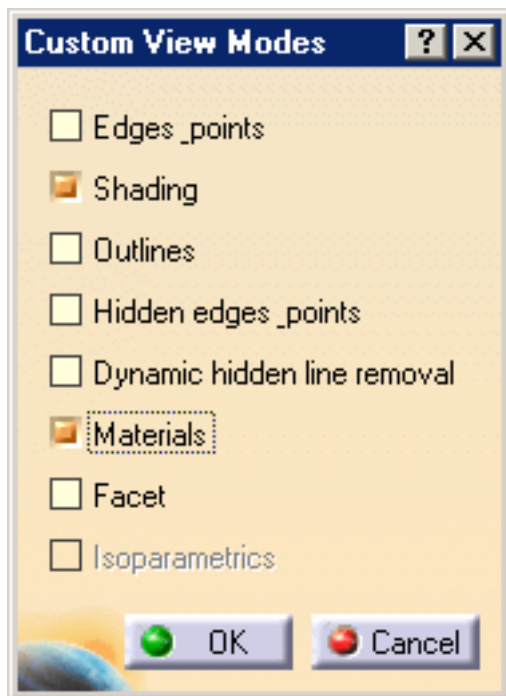 Custom View Modes ? X
Edges _points
Shading
Outlines
Hidden edges _points
Dynamic hidden line removal
Materials
Facet
Isoparametrics
OK Cancel